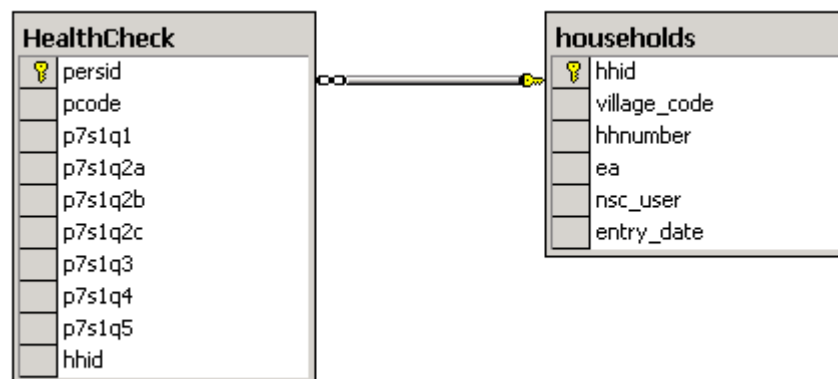 HealthCheck
persid
pcode
p7s1q1
p7s1q2a
p7s1q2b
p7s1q2c
p7s1q3
p7s1q4
p7s1q5
hhid
households
hhid
village_code
hhnumber
ea
nsc_user
entry_date